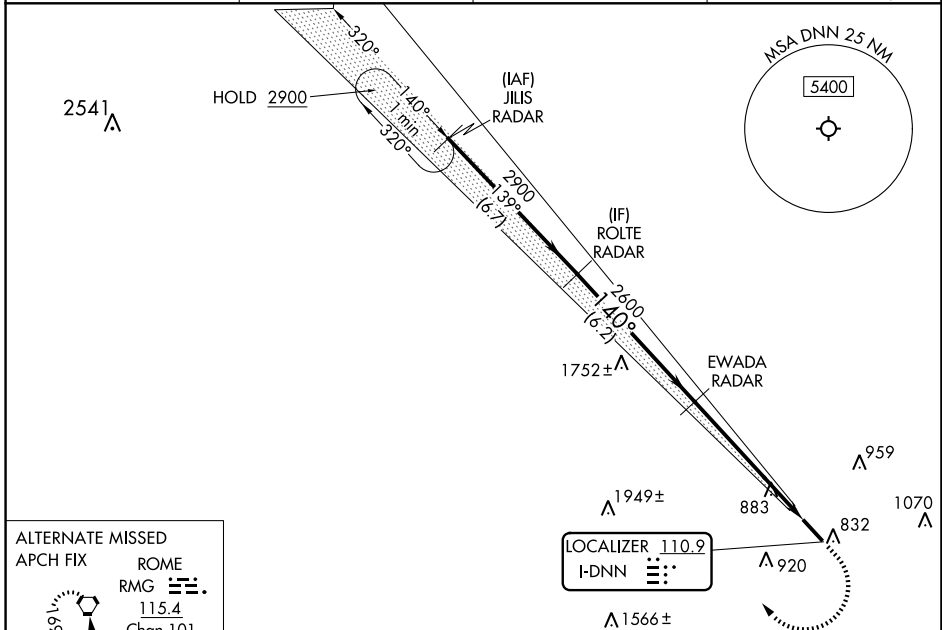 MSA DNN 25 NM
5400
2541
HOLD 2900
320°
140°
1 min
320°
(IAF)
JILIS
RADAR
2900
139°
(6.7)
(IF)
ROLTE
RADAR
2600
140°
(6.2)
1752±
EWADA
RADAR
959
1949±
883
1070
832
LOCALIZER 110.9
I-DNN
920
1566±
ALTERNATE MISSED
APCH FIX
ROME
RMG
115.4
Chan 101